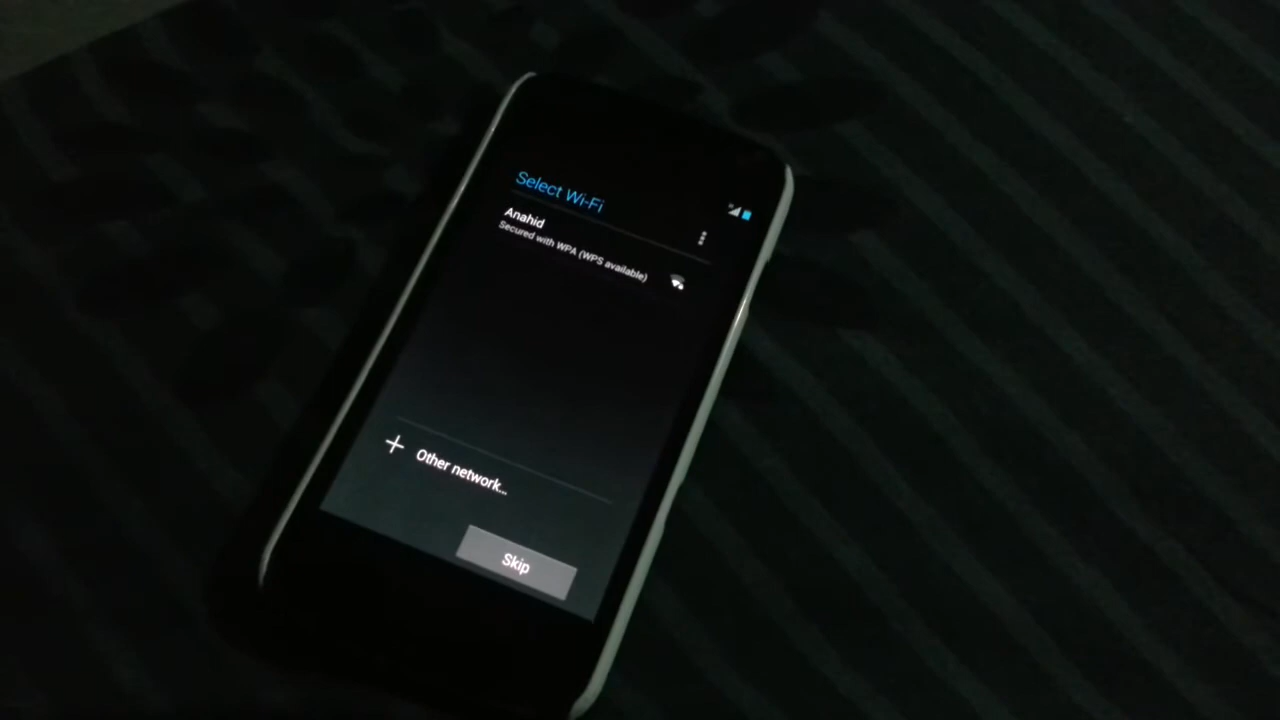 Select Wi-Fi
Anahid
Secured with WPA (WPS available)
Other network...
Skip